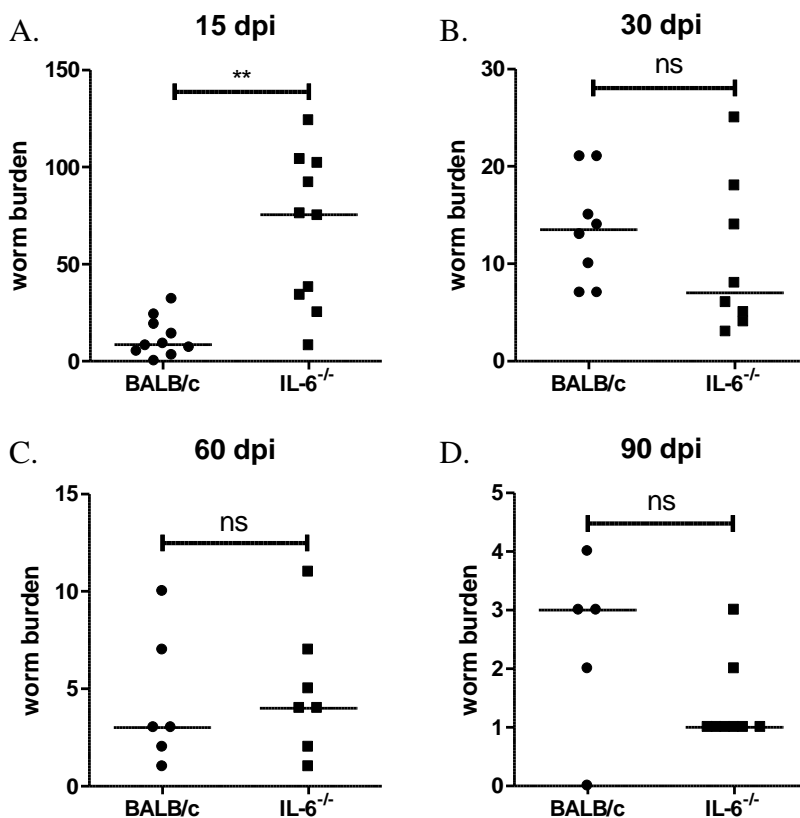 A.
15 dpi
**
worm burden
150
100
50
0
BALB/c
IL-6-/-
B.
30 dpi
ns
worm burden
30
20
10
0
BALB/c
IL-6-/-
C.
60 dpi
ns
worm burden
15
10
5
0
BALB/c
IL-6-/-
D.
90 dpi
ns
worm burden
5
4
3
2
1
0
BALB/c
IL-6-/-